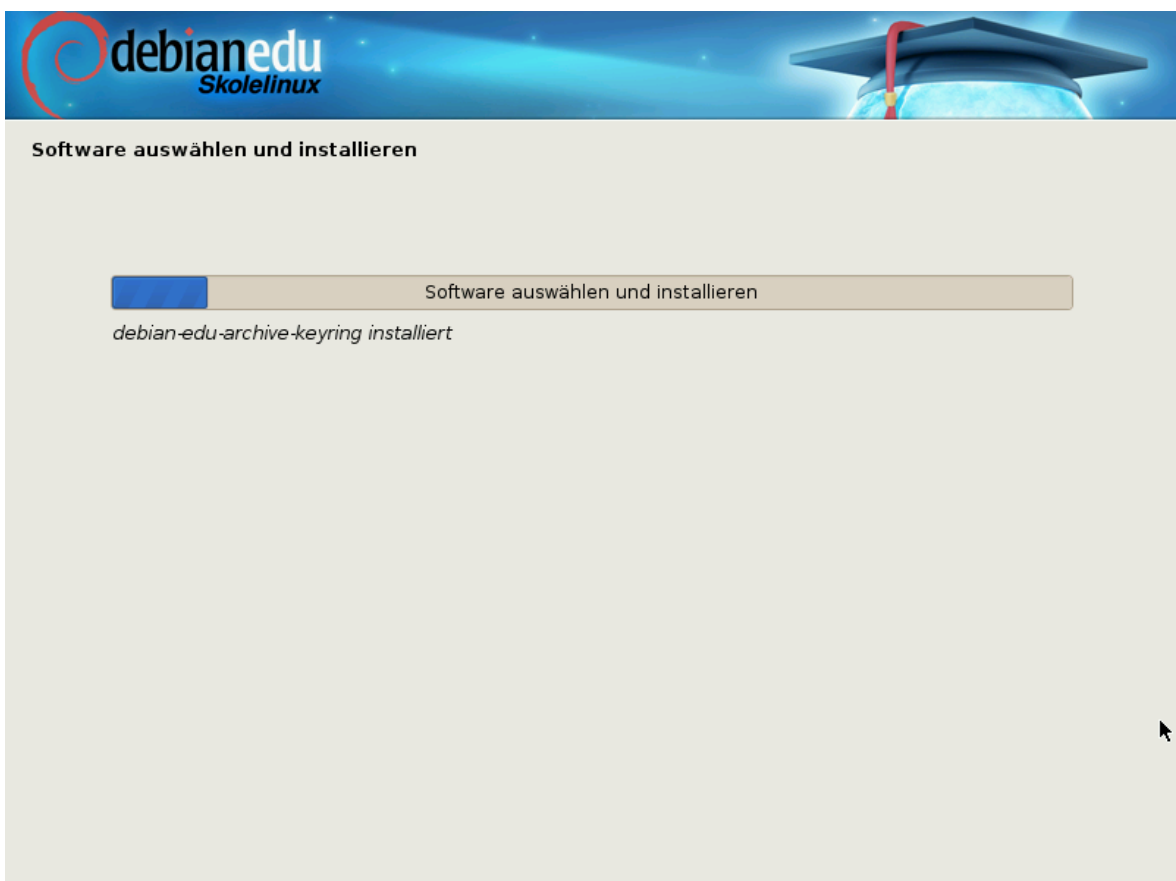 debianedu
Skolelinux
Software auswählen und installieren
Software auswählen und installieren
debian-edu-archive-keyring installiert